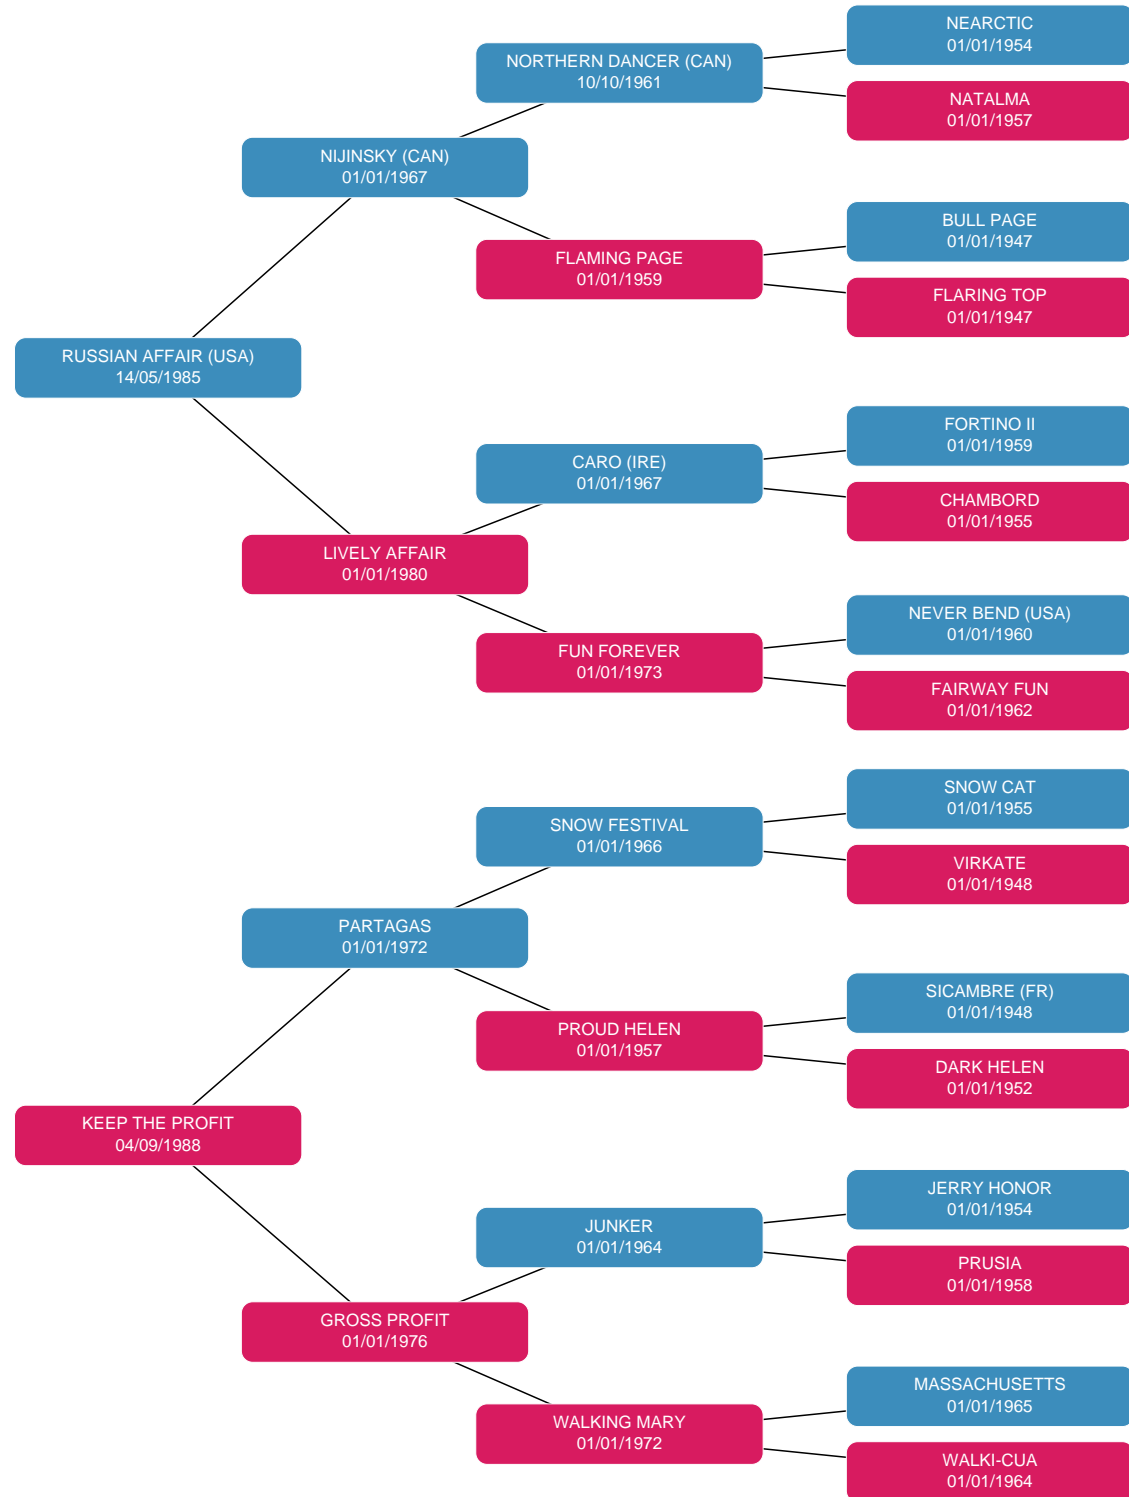 NEARCTIC
01/01/1954
NORTHERN DANCER (CAN)
10/10/1961
NATALMA
01/01/1957
NIJINSKY (CAN)
01/01/1967
BULL PAGE
01/01/1947
FLAMING PAGE
01/01/1959
FLARING TOP
01/01/1947
RUSSIAN AFFAIR (USA)
14/05/1985
FORTINO II
01/01/1959
CARO (IRE)
01/01/1967
CHAMBORD
01/01/1955
LIVELY AFFAIR
01/01/1980
NEVER BEND (USA)
01/01/1960
FUN FOREVER
01/01/1973
FAIRWAY FUN
01/01/1962
SNOW CAT
01/01/1955
SNOW FESTIVAL
01/01/1966
VIRKATE
01/01/1948
PARTAGAS
01/01/1972
SICAMBRE (FR)
01/01/1948
PROUD HELEN
01/01/1957
DARK HELEN
01/01/1952
KEEP THE PROFIT
04/09/1988
JERRY HONOR
01/01/1954
JUNKER
01/01/1964
PRUSIA
01/01/1958
GROSS PROFIT
01/01/1976
MASSACHUSETTS
01/01/1965
WALKING MARY
01/01/1972
WALKI-CUA
01/01/1964